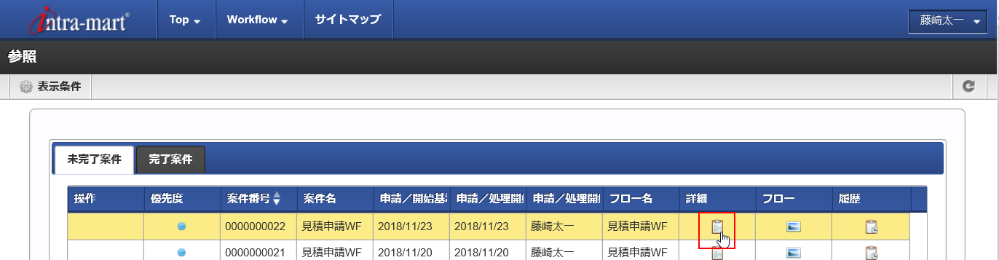 intra-mart®
Top
Workflow
サイトマップ
藤崎太一
参照
表示条件
未完了案件
完了案件
操作 優先度 案件番号 案件名 申請／開始基準 申請／処理開始 申請／処理開始 フロー名 詳細 フロー 履歴
0000000022 見積申請WF 2018/11/23 2018/11/23 藤崎太一 見積申請WF
0000000021 見積申請WF 2018/11/20 2018/11/20 藤崎太一 見積申請WF